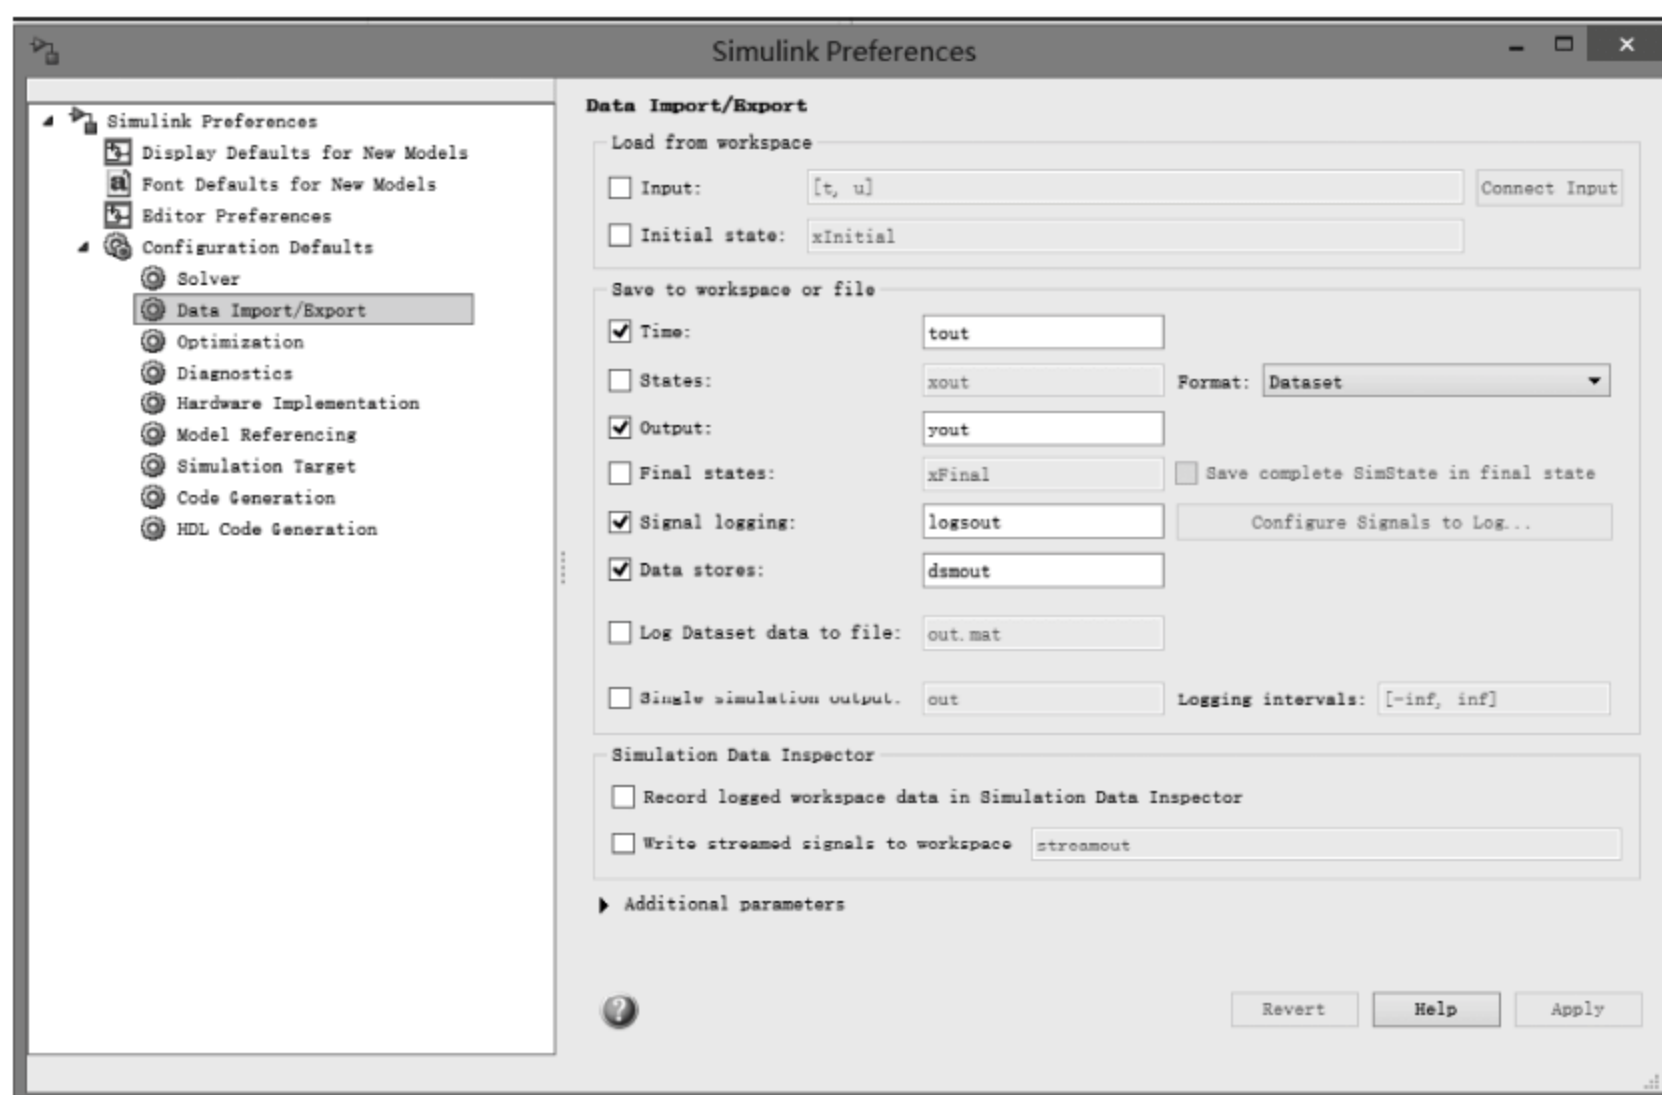 Simulink Preferences
Simulink Preferences
Display Defaults for New Models
Font Defaults for New Models
Editor Preferences
Configuration Defaults
Solver
Data Import/Export
Optimization
Diagnostics
Hardware Implementation
Model Referencing
Simulation Target
Code Generation
HDL Code Generation
Data Import/Export
Load from workspace
Input: [t, u] Connect Input
Initial state: xInitial
Save to workspace or file
Time: tout
States: xout Format: Dataset
Output: yout
Final states: xFinal Save complete SimState in final state
Signal logging: logsout Configure Signals to Log...
Data stores: dsmout
Log Dataset data to file: out.mat
Single simulation output: out Logging intervals: [-inf, inf]
Simulation Data Inspector
Record logged workspace data in Simulation Data Inspector
Write streamed signals to workspace streamout
Additional parameters
?
Revert Help Apply